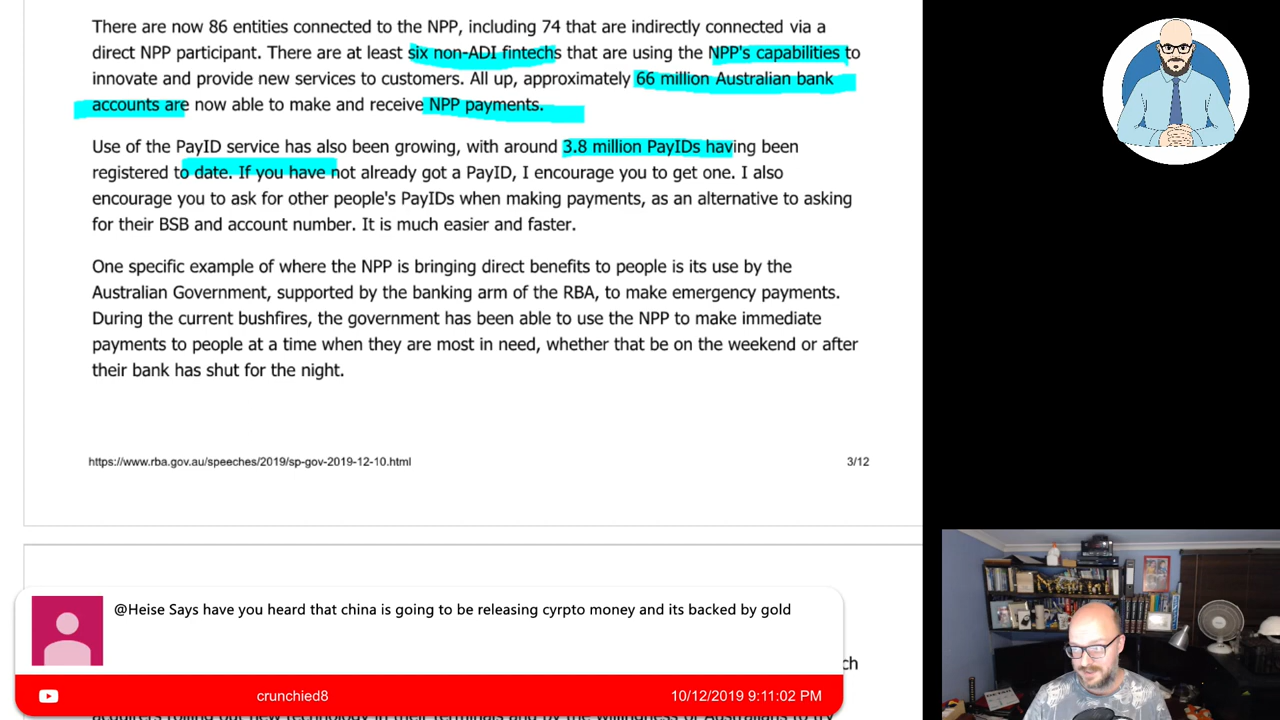 There are now 86 entities connected to the NPP, including 74 that are indirectly connected via a
direct NPP participant. There are at least six non-ADI fintechs that are using the NPP's capabilities to
innovate and provide new services to customers. All up, approximately 66 million Australian bank
accounts are now able to make and receive NPP payments.
Use of the PayID service has also been growing, with around 3.8 million PayIDs having been
registered to date. If you have not already got a PayID, I encourage you to get one. I also
encourage you to ask for other people's PayIDs when making payments, as an alternative to asking
for their BSB and account number. It is much easier and faster.
One specific example of where the NPP is bringing direct benefits to people is its use by the
Australian Government, supported by the banking arm of the RBA, to make emergency payments.
During the current bushfires, the government has been able to use the NPP to make immediate
payments to people at a time when they are most in need, whether that be on the weekend or after
their bank has shut for the night.
https://www.rba.gov.au/speeches/2019/sp-gov-2019-12-10.html 3/12
@Heise Says have you heard that china is going to be releasing cyrpto money and its backed by gold
ch
crunchied8 10/12/2019 9:11:02 PM